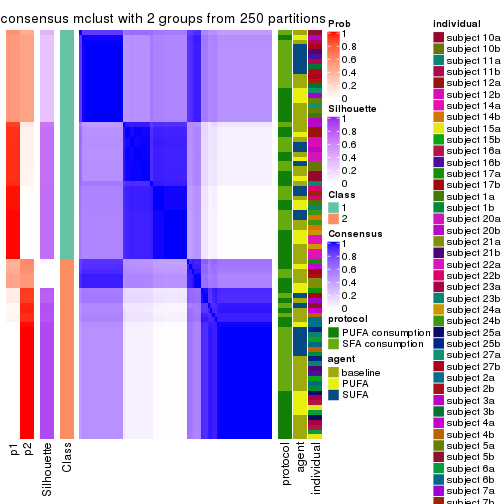 consensus mclust with 2 groups from 250 partitions
Prob
1
0.8
0.6
0.4
0.2
0
Silhouette
1
0.8
0.6
0.4
0.2
0
Class
1
2
Consensus
1
0.8
0.6
0.4
0.2
0
protocol
PUFA consumption
SFA consumption
agent
baseline
PUFA
SUFA
individual
subject 10a
subject 10b
subject 11a
subject 11b
subject 12a
subject 12b
subject 14a
subject 14b
subject 15a
subject 15b
subject 16a
subject 16b
subject 17a
subject 17b
subject 1a
subject 1b
subject 20a
subject 20b
subject 21a
subject 21b
subject 22a
subject 22b
subject 23a
subject 23b
subject 24a
subject 24b
subject 25a
subject 25b
subject 27a
subject 27b
subject 2a
subject 2b
subject 3a
subject 3b
subject 4a
subject 4b
subject 5a
subject 5b
subject 6a
subject 6b
subject 7a
subject 7b
p1
p2
Silhouette
Class
protocol
agent
individual